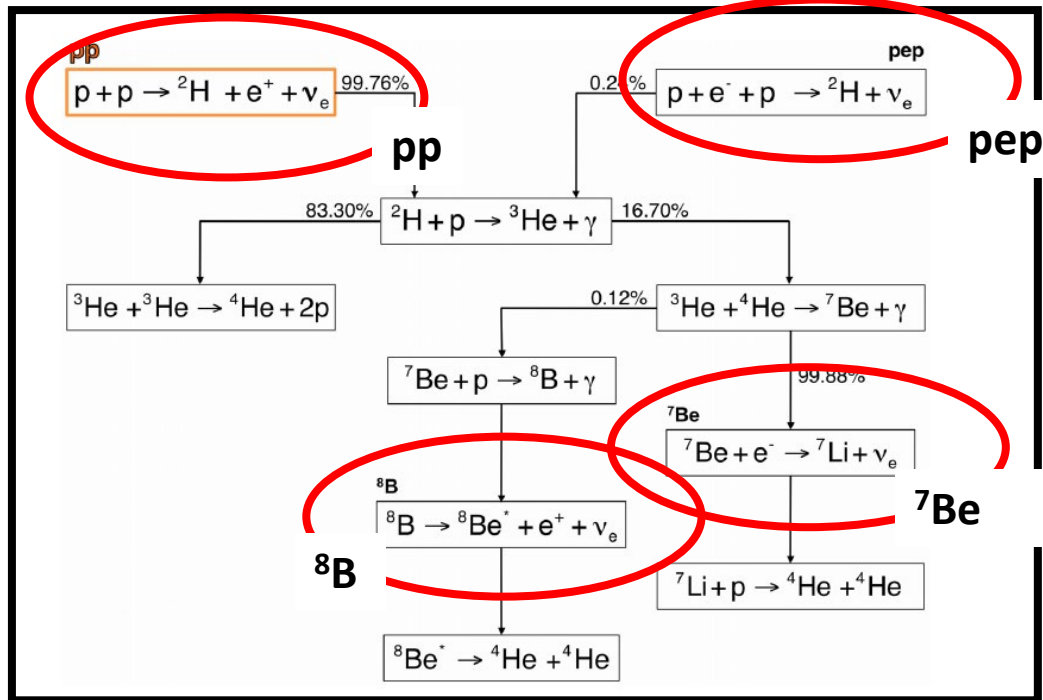 pp
pep
p + p → ²H + e⁺ + νₑ
99.76%
p + e⁻ + p → ²H + νₑ
pp
pep
83.30%
²H + p → ³He + γ
16.70%
³He + ³He → ⁴He + 2p
0.12%
³He + ⁴He → ⁷Be + γ
⁷Be + p → ⁸B + γ
99.88%
⁷Be
⁷Be + e⁻ → ⁷Li + νₑ
⁷Be
⁸B
⁸B → ⁸Be* + e⁺ + νₑ
⁸B
⁷Li + p → ⁴He + ⁴He
⁸Be* → ⁴He + ⁴He